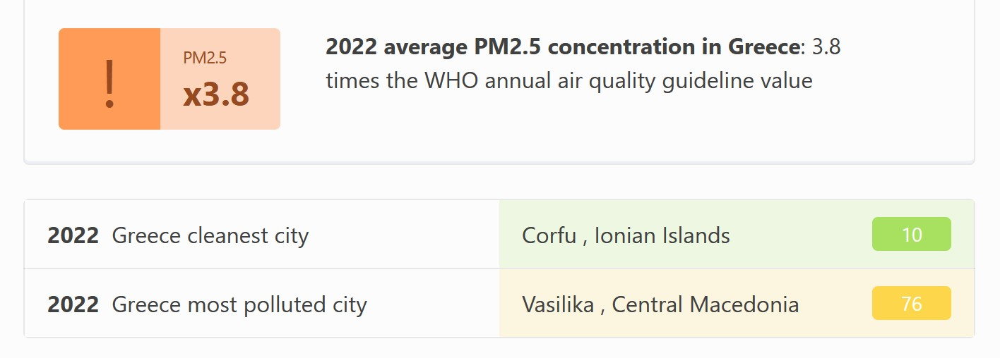 !
PM2.5
x3.8
2022 average PM2.5 concentration in Greece: 3.8
times the WHO annual air quality guideline value
2022 Greece cleanest city Corfu , Ionian Islands 10
2022 Greece most polluted city Vasilika , Central Macedonia 76